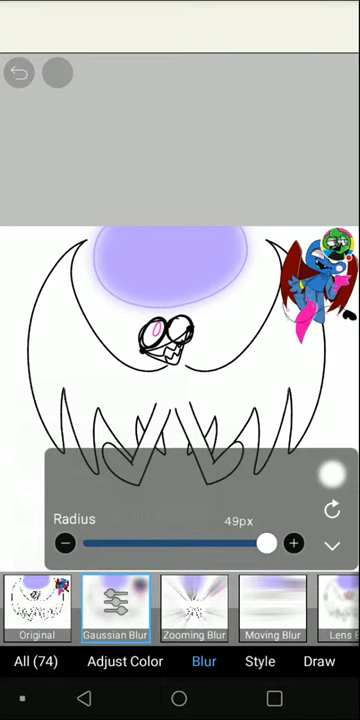 Radius 49px
Original Gaussian Blur Zooming Blur Moving Blur Lens B
All (74) Adjust Color Blur Style Draw